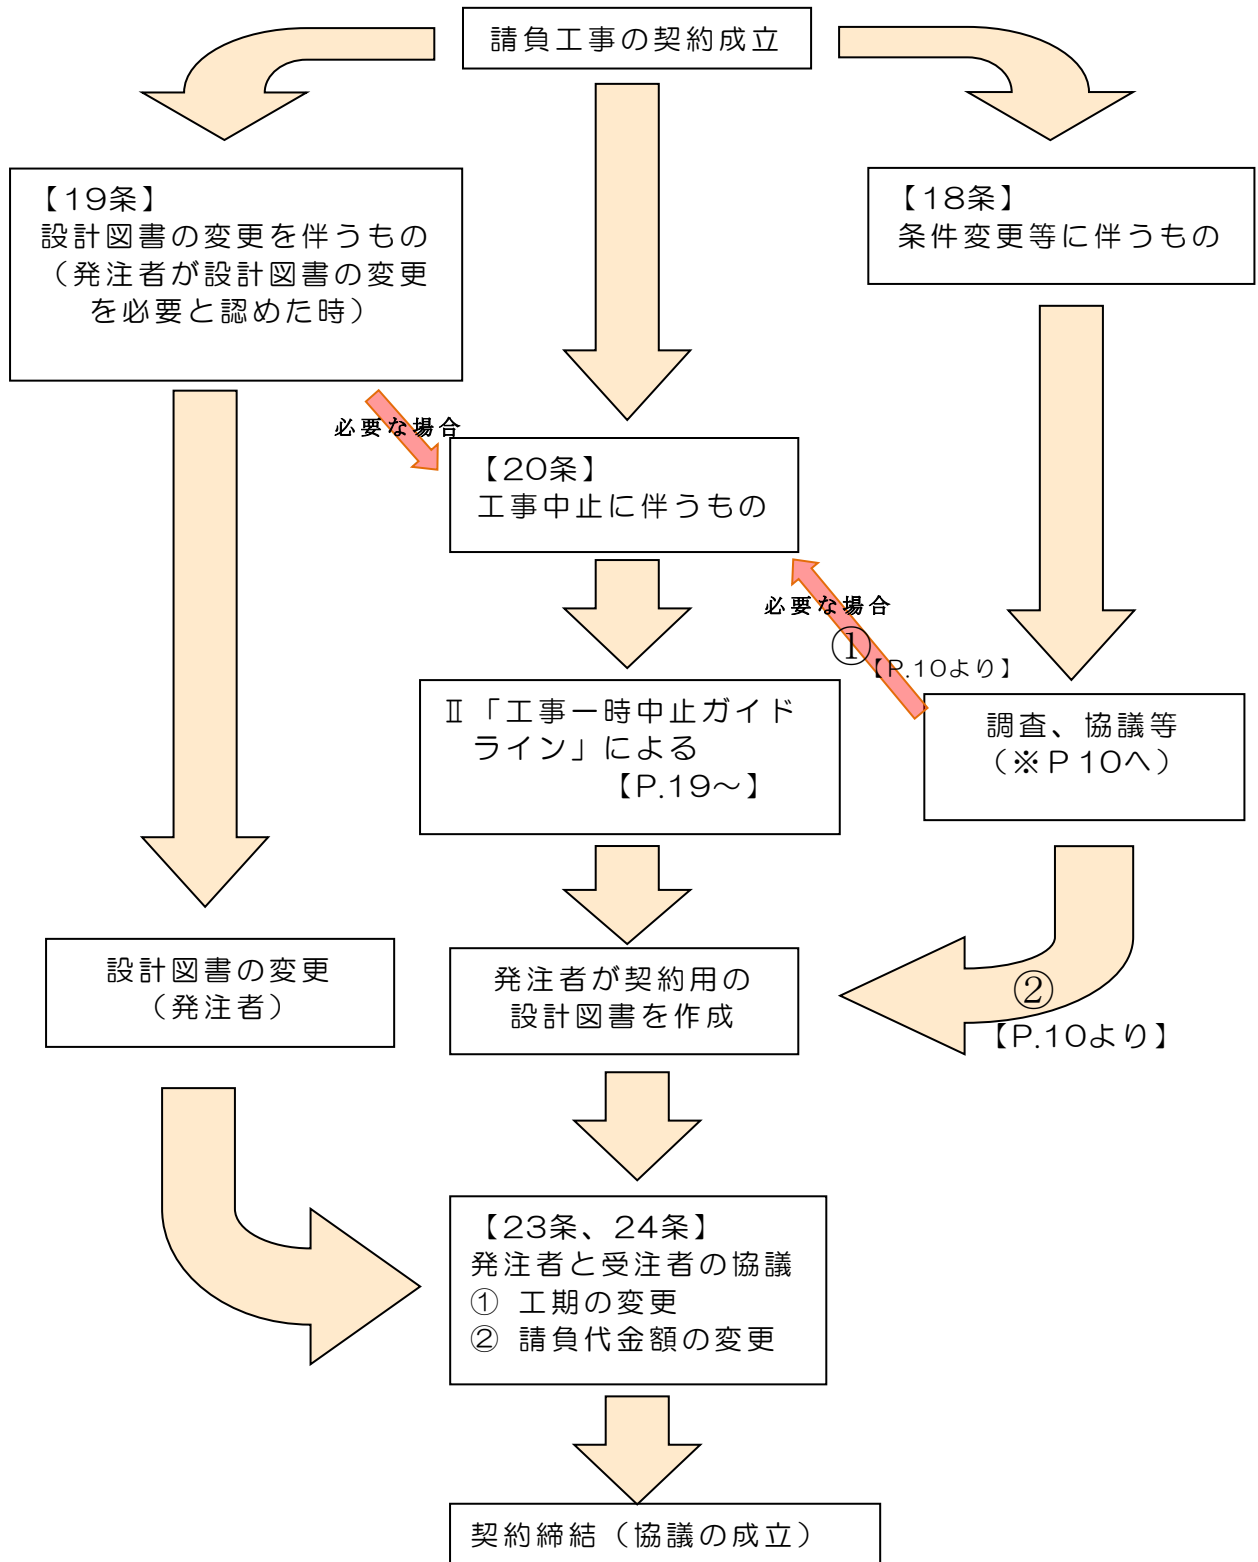 請負工事の契約成立
【19条】
設計図書の変更を伴うもの
（発注者が設計図書の変更
を必要と認めた時）
【18条】
条件変更等に伴うもの
必要な場合
【20条】
工事中止に伴うもの
必要な場合
①
【P.10より】
Ⅱ「工事一時中止ガイド
ライン」による
【P.19～】
調査、協議等
（※P10へ）
設計図書の変更
（発注者）
発注者が契約用の
設計図書を作成
②
【P.10より】
【23条、24条】
発注者と受注者の協議
① 工期の変更
② 請負代金額の変更
契約締結（協議の成立）